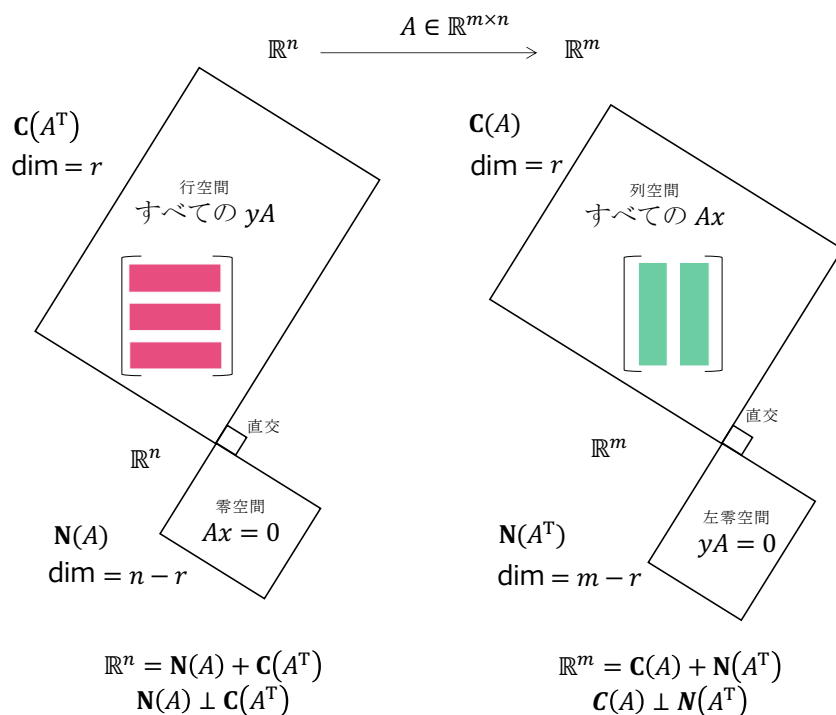 ℝⁿ A ∈ ℝᵐˣⁿ ℝᵐ
C(Aᵀ)
dim = r
行空間
すべての yA
直交
ℝⁿ
零空間
Ax = 0
N(A)
dim = n − r
ℝⁿ = N(A) + C(Aᵀ)
N(A) ⊥ C(Aᵀ)
C(A)
dim = r
列空間
すべての Ax
直交
ℝᵐ
左零空間
yA = 0
N(Aᵀ)
dim = m − r
ℝᵐ = C(A) + N(Aᵀ)
C(A) ⊥ N(Aᵀ)